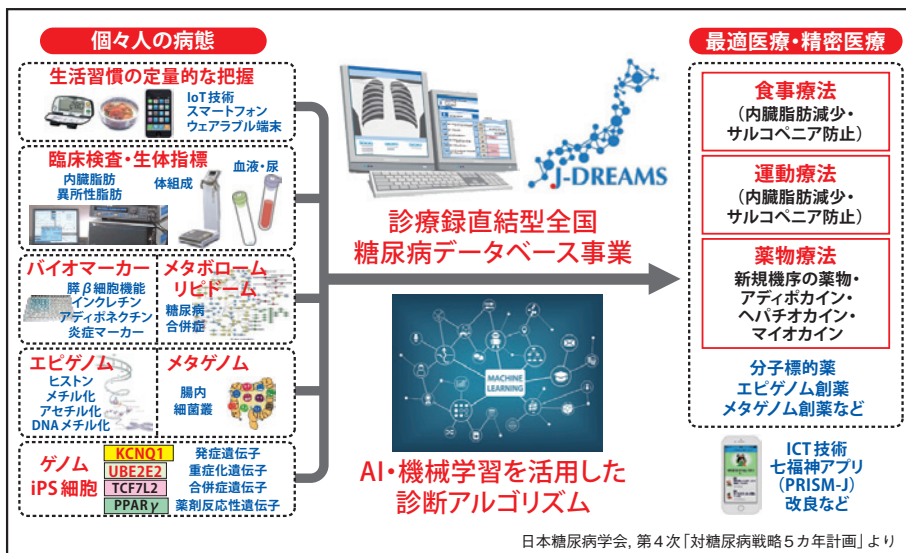 個々人の病態
生活習慣の定量的な把握
IoT技術
スマートフォン
ウェアラブル端末
臨床検査・生体指標
内臓脂肪
異所性脂肪
体組成
血液・尿
バイオマーカー
膵β細胞機能
インクレチン
アディポネクチン
炎症マーカー
メタボローム
リピドーム
糖尿病
合併症
エピゲノム
ヒストン
メチル化
アセチル化
DNAメチル化
メタゲノム
腸内
細菌叢
ゲノム
iPS細胞
KCNQ1
UBE2E2
TCF7L2
PPARγ
発症遺伝子
重症化遺伝子
合併症遺伝子
薬剤反応性遺伝子
J-DREAMS
診療録直結型全国
糖尿病データベース事業
MACHINE
LEARNING
AI・機械学習を活用した
診断アルゴリズム
最適医療・精密医療
食事療法
(内臓脂肪減少・
サルコペニア防止)
運動療法
(内臓脂肪減少・
サルコペニア防止)
薬物療法
新規機序の薬物・
アディポカイン・
ヘパチオカイン・
マイオカイン
分子標的薬
エピゲノム創薬
メタゲノム創薬など
ICT技術
七福神アプリ
(PRISM-J)
改良など
日本糖尿病学会, 第4次「対糖尿病戦略5カ年計画」より